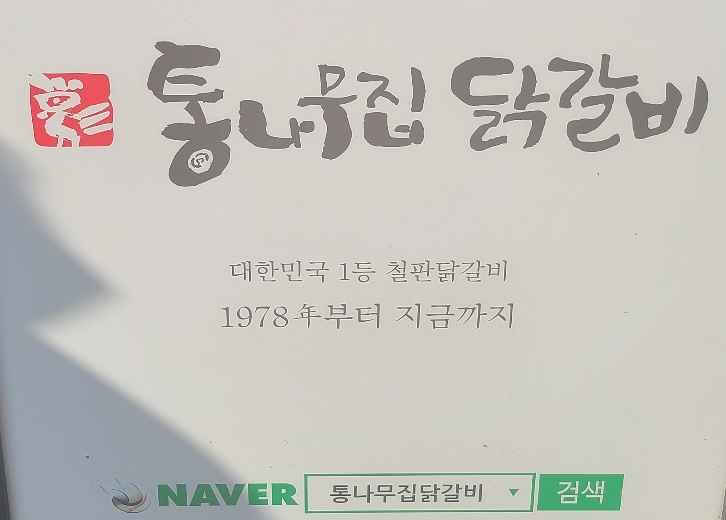 통나무집 닭갈비
대한민국 1등 철판닭갈비
1978年부터 지금까지
NAVER 통나무집닭갈비 검색